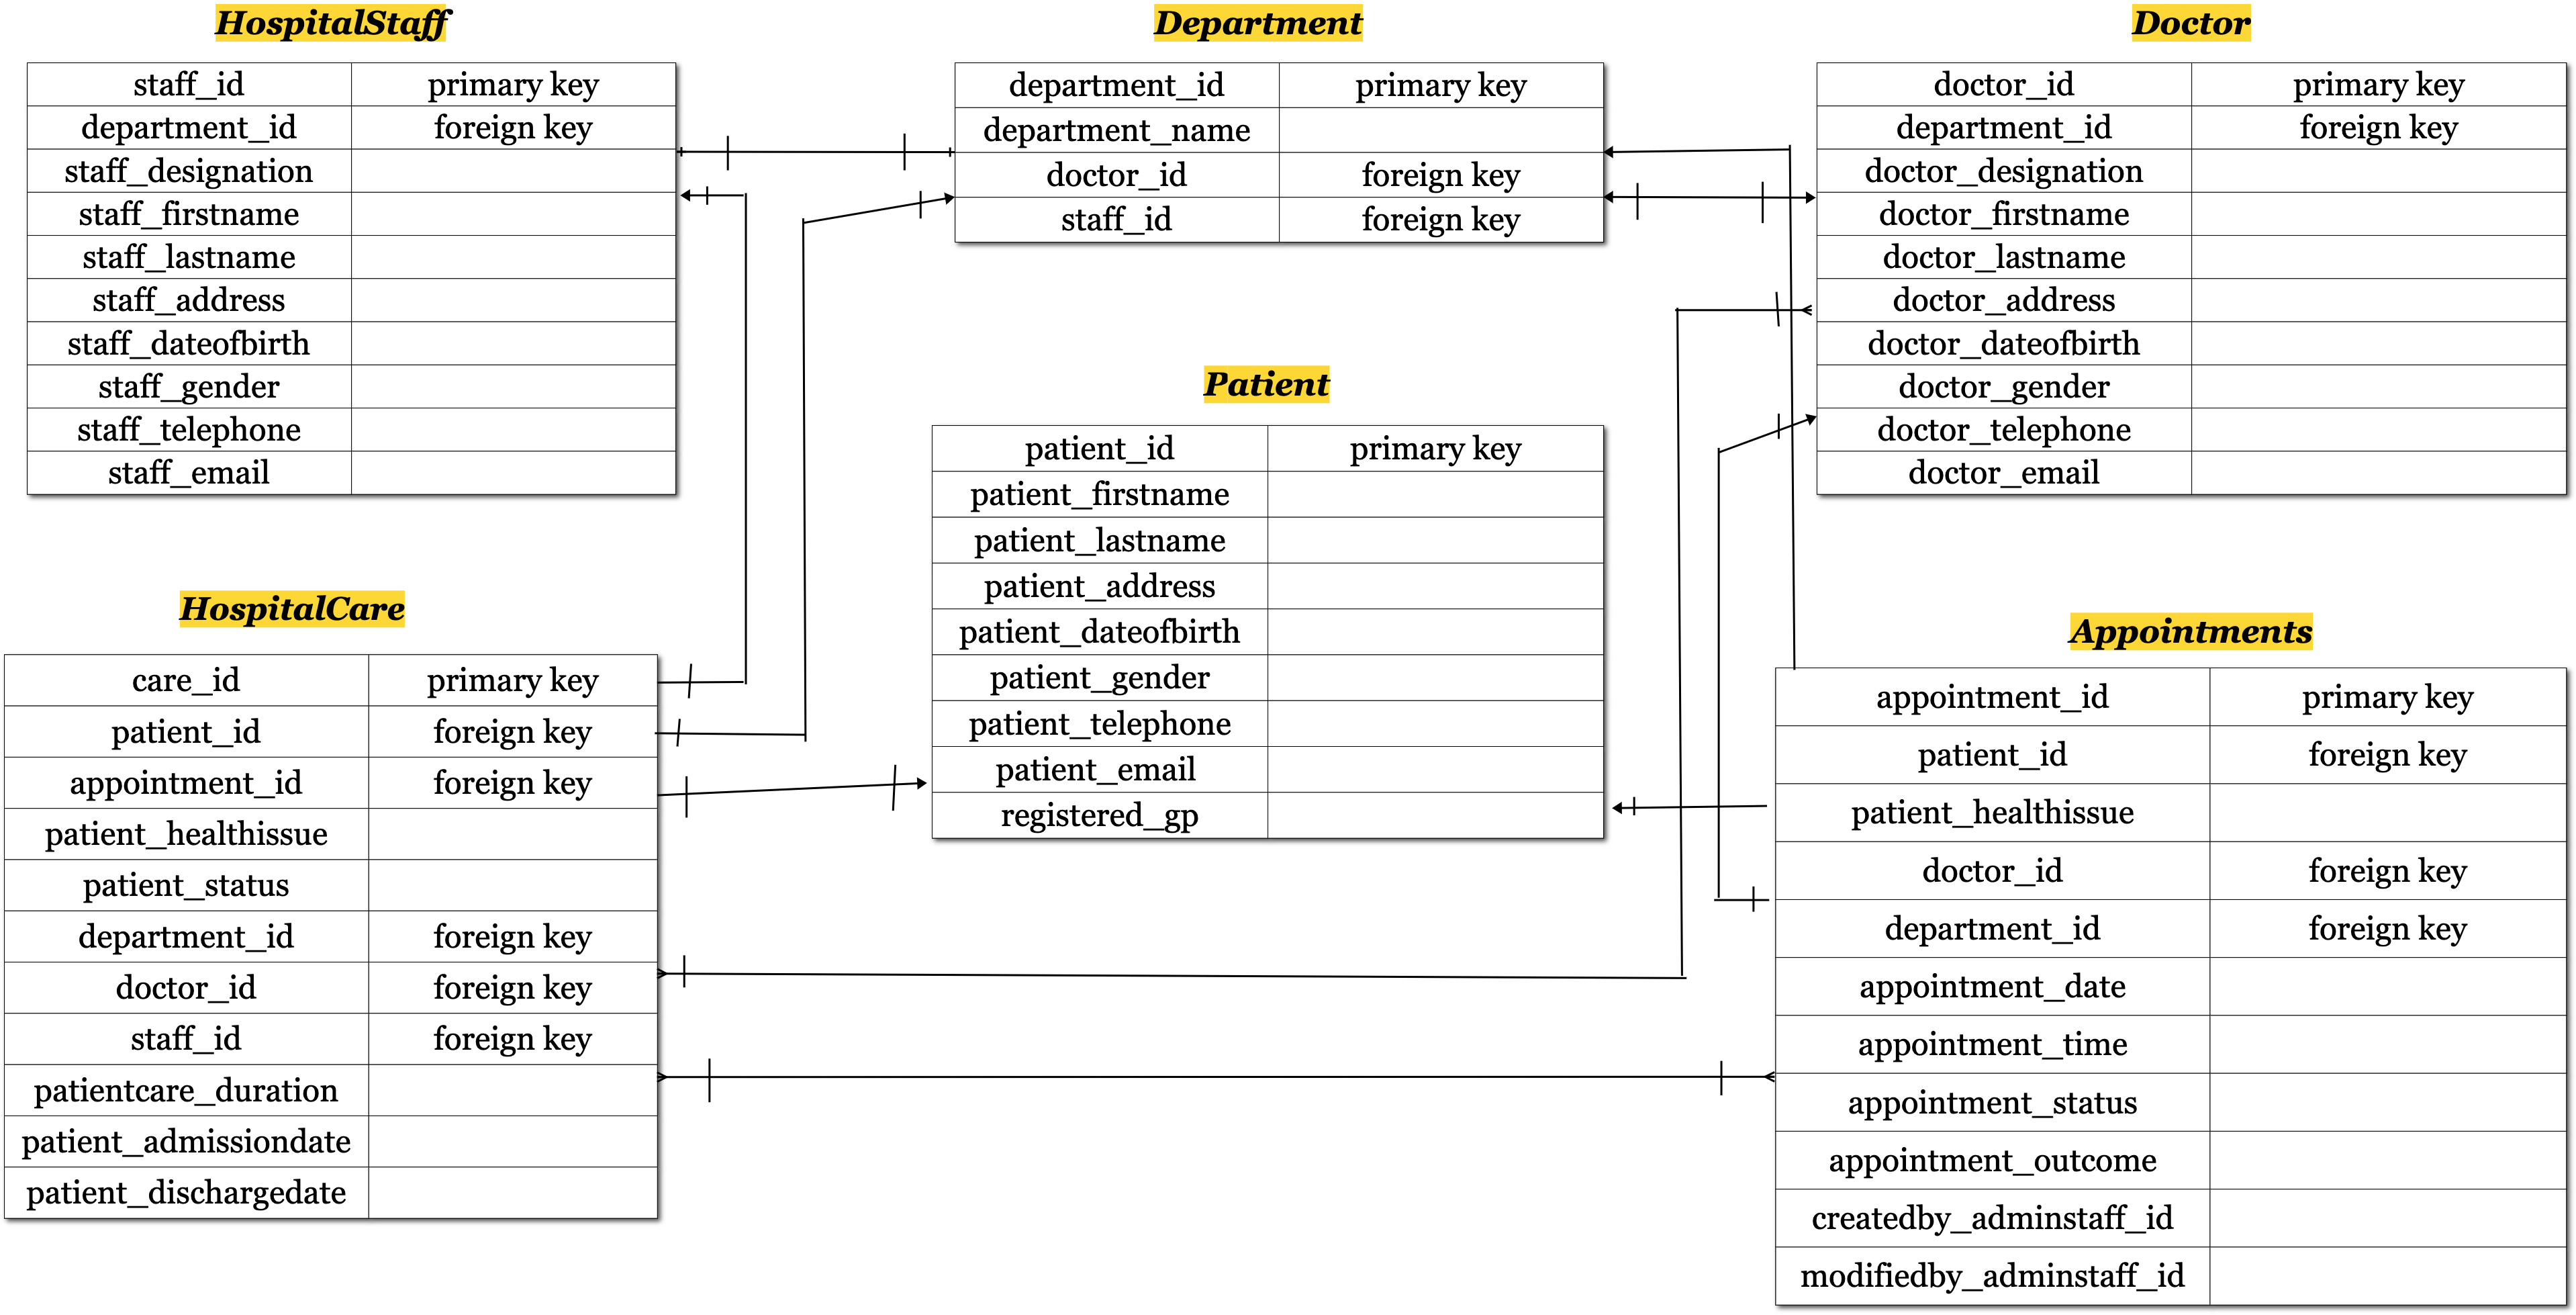 HospitalStaff
staff_id primary key
department_id foreign key
staff_designation
staff_firstname
staff_lastname
staff_address
staff_dateofbirth
staff_gender
staff_telephone
staff_email
Department
department_id primary key
department_name
doctor_id foreign key
staff_id foreign key
Doctor
doctor_id primary key
department_id foreign key
doctor_designation
doctor_firstname
doctor_lastname
doctor_address
doctor_dateofbirth
doctor_gender
doctor_telephone
doctor_email
Patient
patient_id primary key
patient_firstname
patient_lastname
patient_address
patient_dateofbirth
patient_gender
patient_telephone
patient_email
registered_gp
HospitalCare
care_id primary key
patient_id foreign key
appointment_id foreign key
patient_healthissue
patient_status
department_id foreign key
doctor_id foreign key
staff_id foreign key
patientcare_duration
patient_admissiondate
patient_dischargedate
Appointments
appointment_id primary key
patient_id foreign key
patient_healthissue
doctor_id foreign key
department_id foreign key
appointment_date
appointment_time
appointment_status
appointment_outcome
createdby_adminstaff_id
modifiedby_adminstaff_id